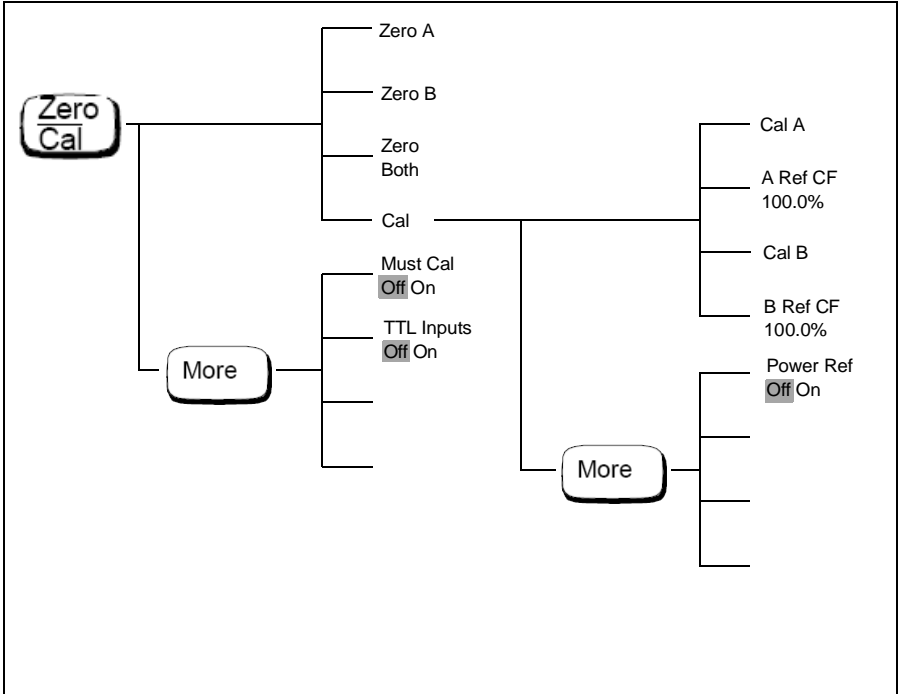 Zero A
Zero B
Zero
Cal
Zero
Both
Cal
Cal A
A Ref CF
100.0%
Cal B
B Ref CF
100.0%
Must Cal
Off On
TTL Inputs
Off On
More
Power Ref
Off On
More